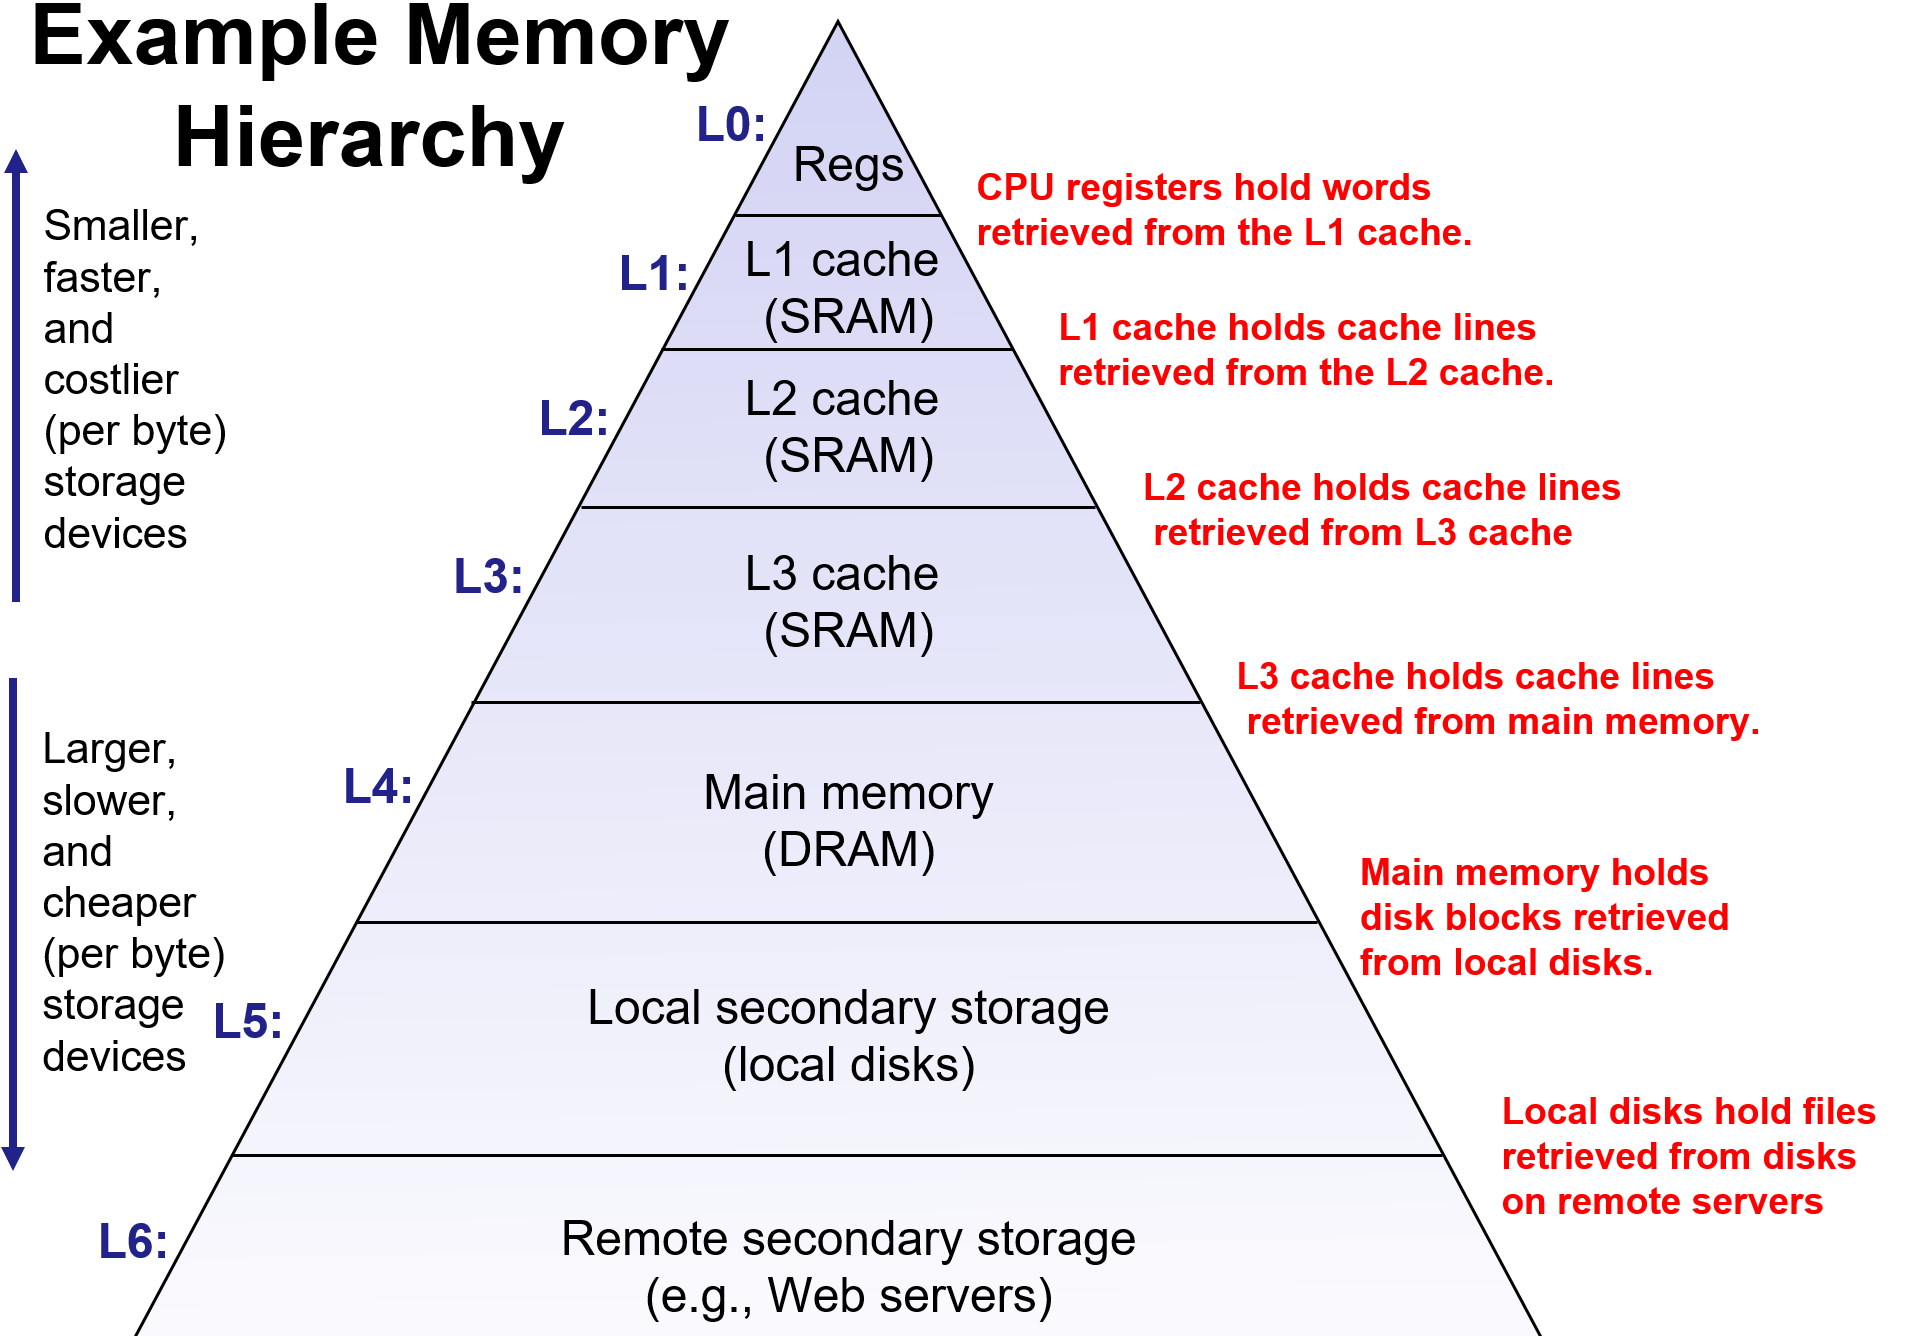 Example Memory
Hierarchy
L0:
Regs
CPU registers hold words
retrieved from the L1 cache.
Smaller,
faster,
and
costlier
(per byte)
storage
devices
L1:
L1 cache
(SRAM)
L1 cache holds cache lines
retrieved from the L2 cache.
L2:
L2 cache
(SRAM)
L2 cache holds cache lines
retrieved from L3 cache
L3:
L3 cache
(SRAM)
L3 cache holds cache lines
retrieved from main memory.
Larger,
slower,
and
cheaper
(per byte)
storage
devices
L4:
Main memory
(DRAM)
Main memory holds
disk blocks retrieved
from local disks.
L5:
Local secondary storage
(local disks)
Local disks hold files
retrieved from disks
on remote servers
L6:
Remote secondary storage
(e.g., Web servers)